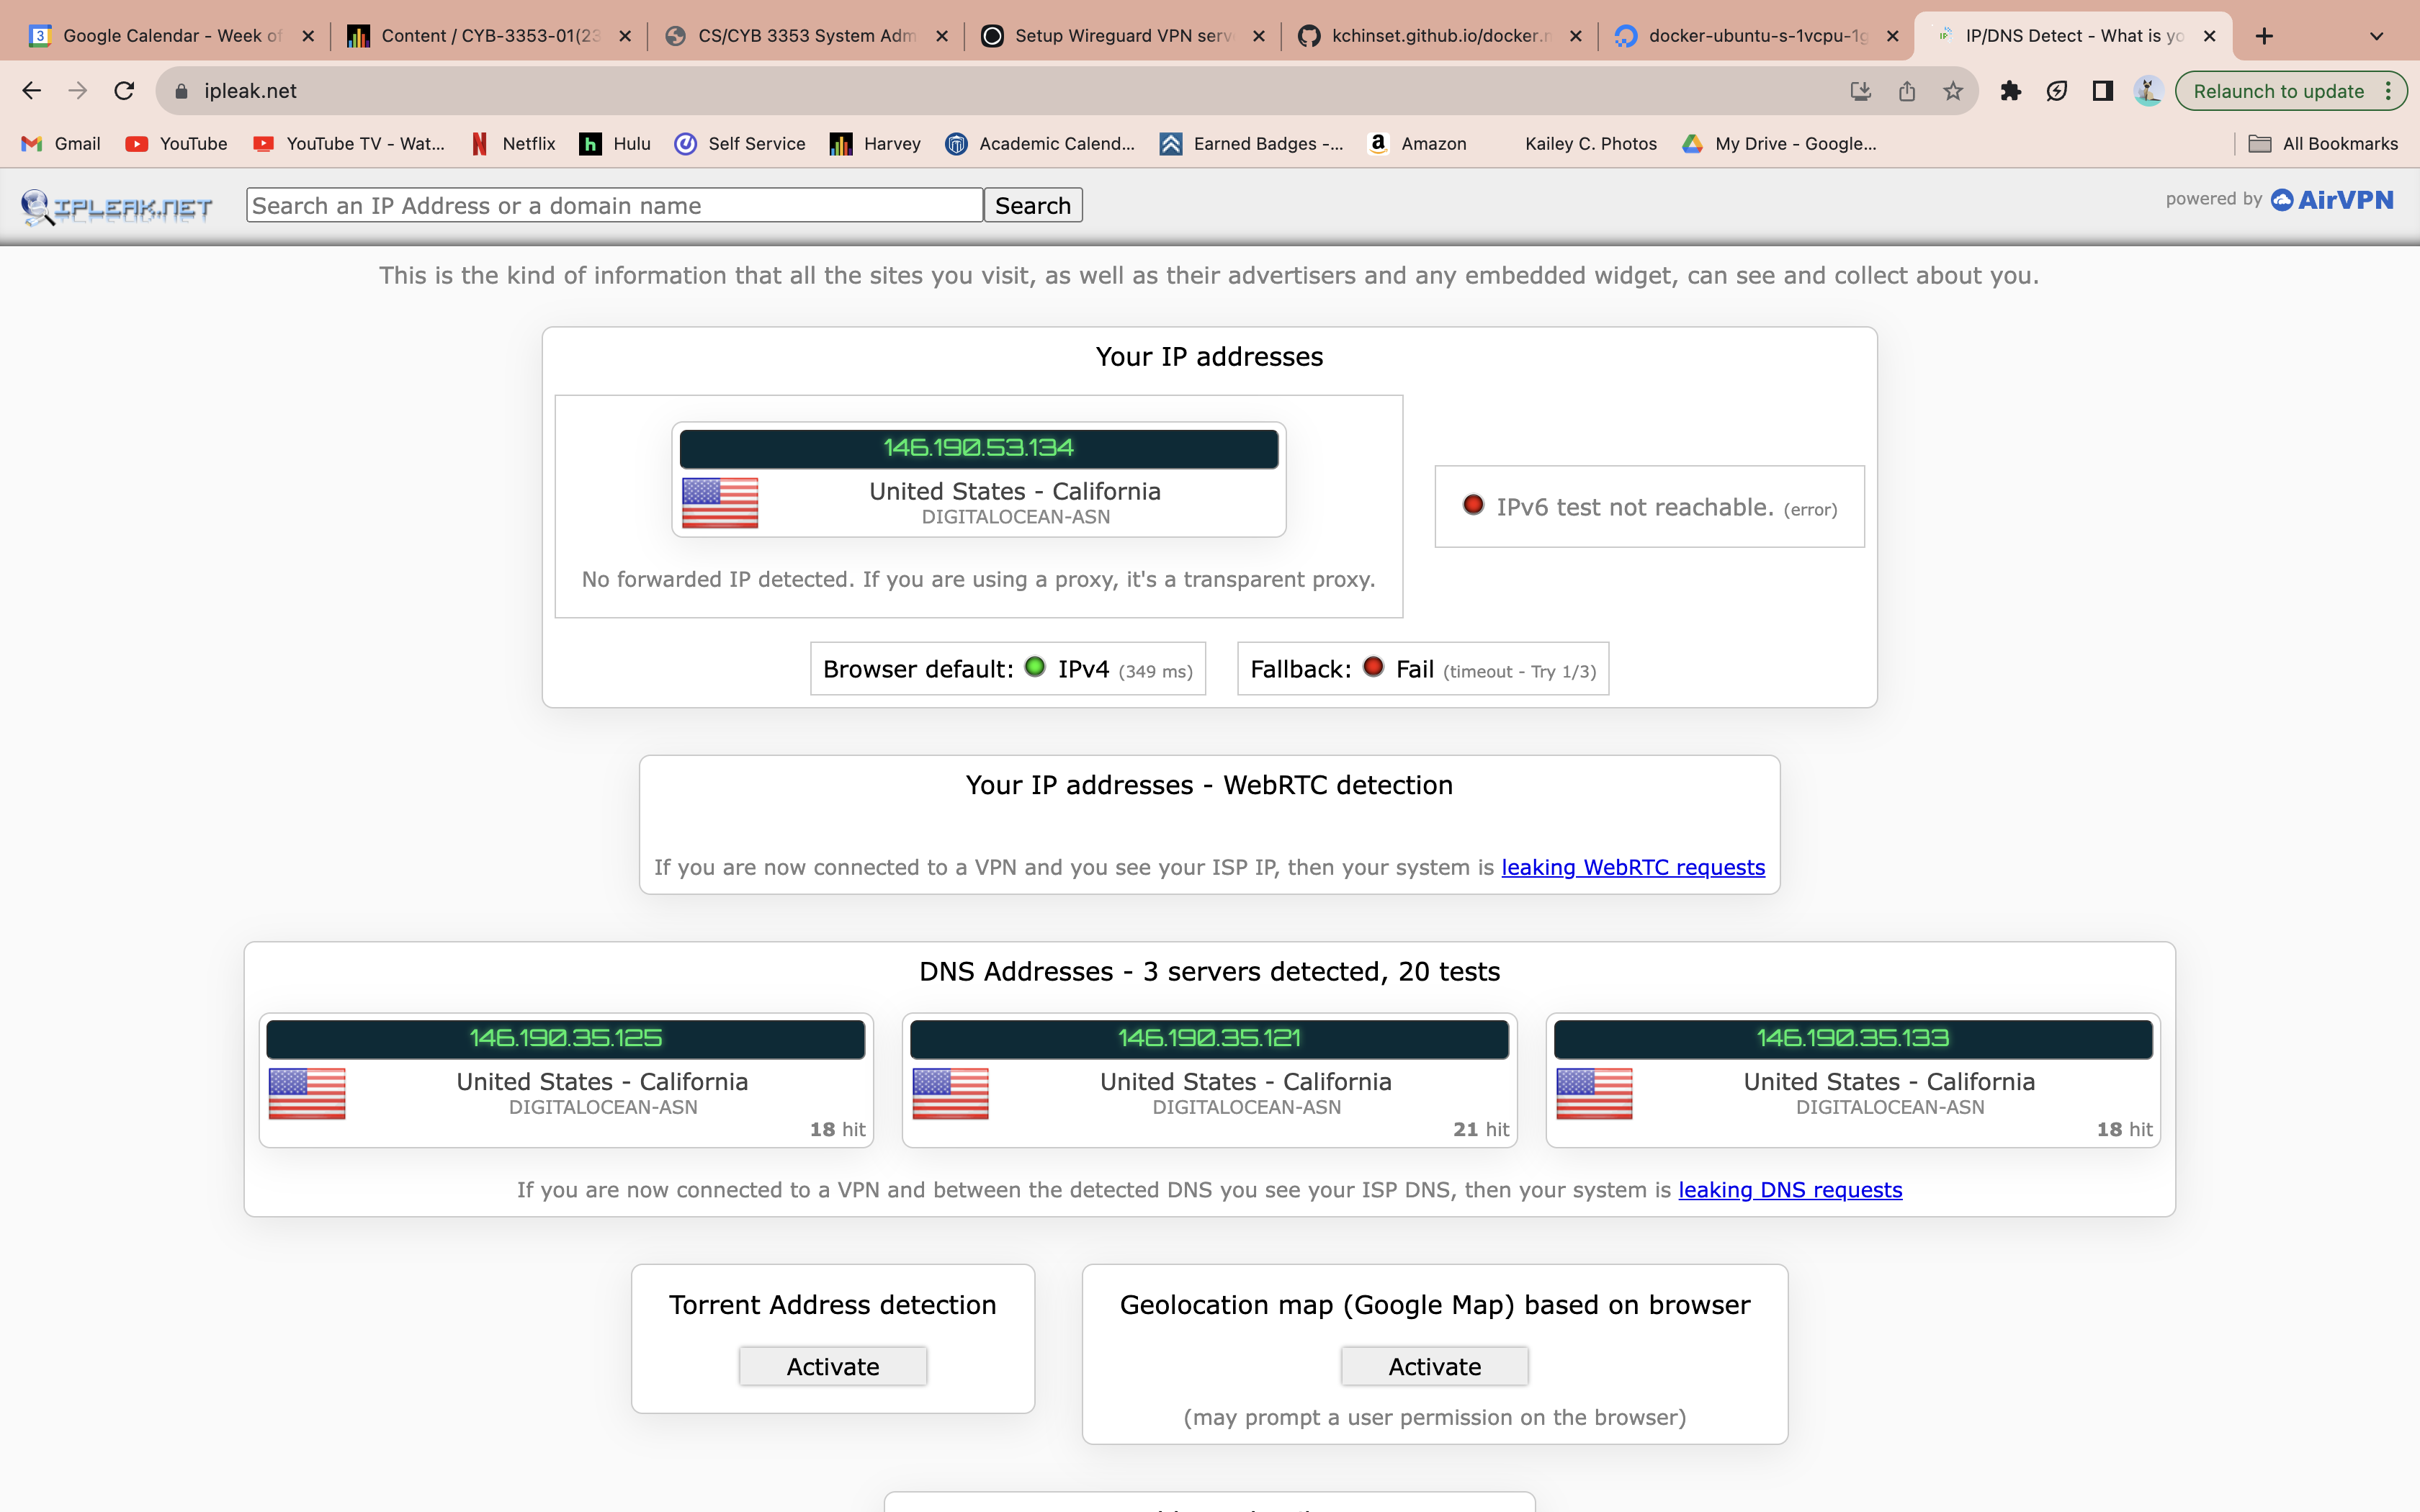 3 Google Calendar - Week of
Content / CYB-3353-01(23
CS/CYB 3353 System Adm
Setup Wireguard VPN serv
kchinset.github.io/docker.n
docker-ubuntu-s-1vcpu-1g
IP IP/DNS Detect - What is yo
ipleak.net
Relaunch to update
Gmail
YouTube
YouTube TV - Wat...
Netflix
Hulu
Self Service
Harvey
Academic Calend...
Earned Badges -...
Amazon
Kailey C. Photos
My Drive - Google...
All Bookmarks
IPLEAK.NET
Search an IP Address or a domain name
Search
powered by AirVPN
This is the kind of information that all the sites you visit, as well as their advertisers and any embedded widget, can see and collect about you.
Your IP addresses
146.190.53.134
United States - California
DIGITALOCEAN-ASN
No forwarded IP detected. If you are using a proxy, it's a transparent proxy.
IPv6 test not reachable. (error)
Browser default: IPv4 (349 ms)
Fallback: Fail (timeout - Try 1/3)
Your IP addresses - WebRTC detection
If you are now connected to a VPN and you see your ISP IP, then your system is leaking WebRTC requests
DNS Addresses - 3 servers detected, 20 tests
146.190.35.125
United States - California
DIGITALOCEAN-ASN
18 hit
146.190.35.121
United States - California
DIGITALOCEAN-ASN
21 hit
146.190.35.133
United States - California
DIGITALOCEAN-ASN
18 hit
If you are now connected to a VPN and between the detected DNS you see your ISP DNS, then your system is leaking DNS requests
Torrent Address detection
Activate
Geolocation map (Google Map) based on browser
Activate
(may prompt a user permission on the browser)